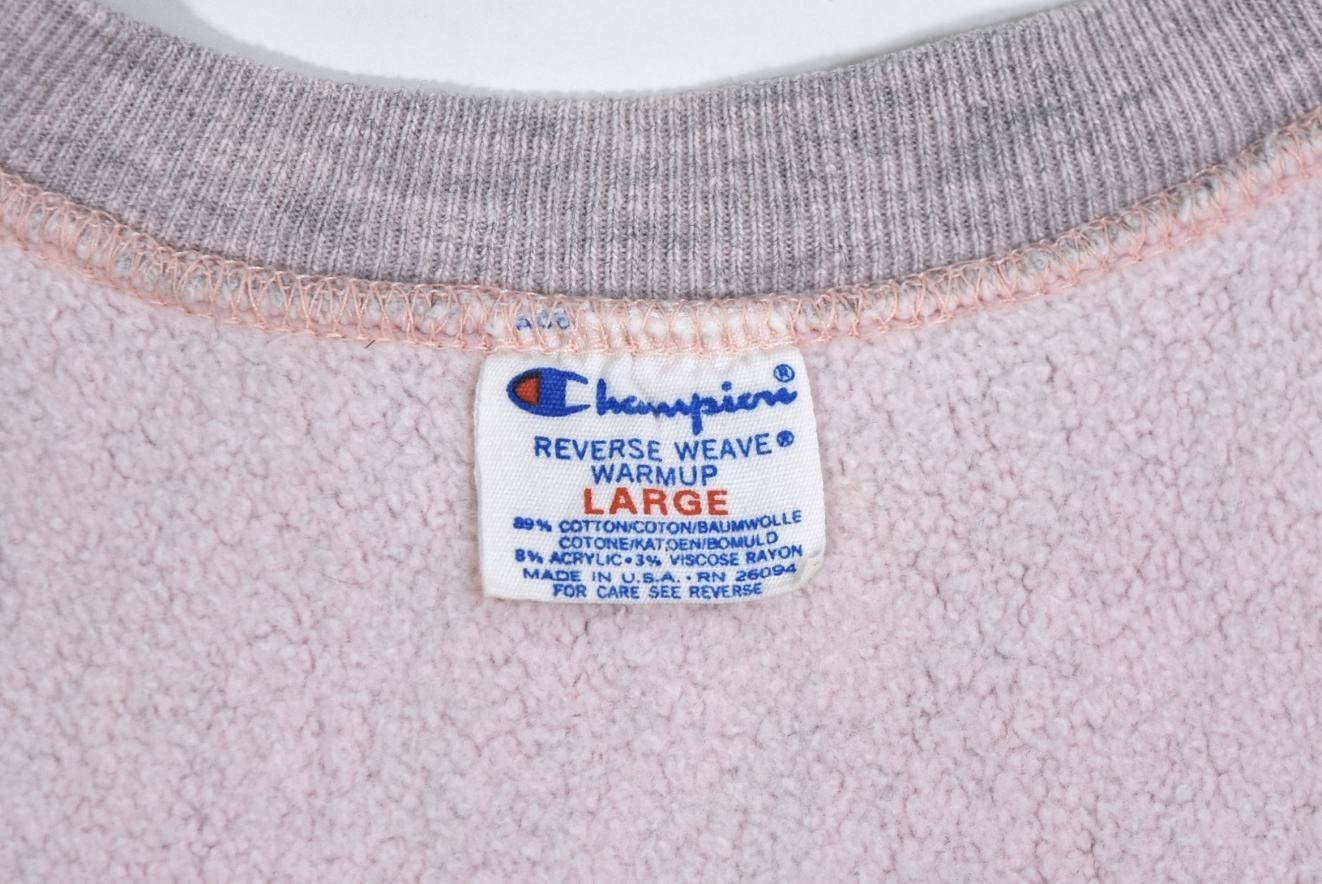 Champion®
REVERSE WEAVE®
WARMUP
LARGE
89% COTTON/COTON/BAUMWOLLE
COTONE/KATOEN/BOMULD
8% ACRYLIC•3% VISCOSE RAYON
MADE IN U.S.A. • RN 26094
FOR CARE SEE REVERSE